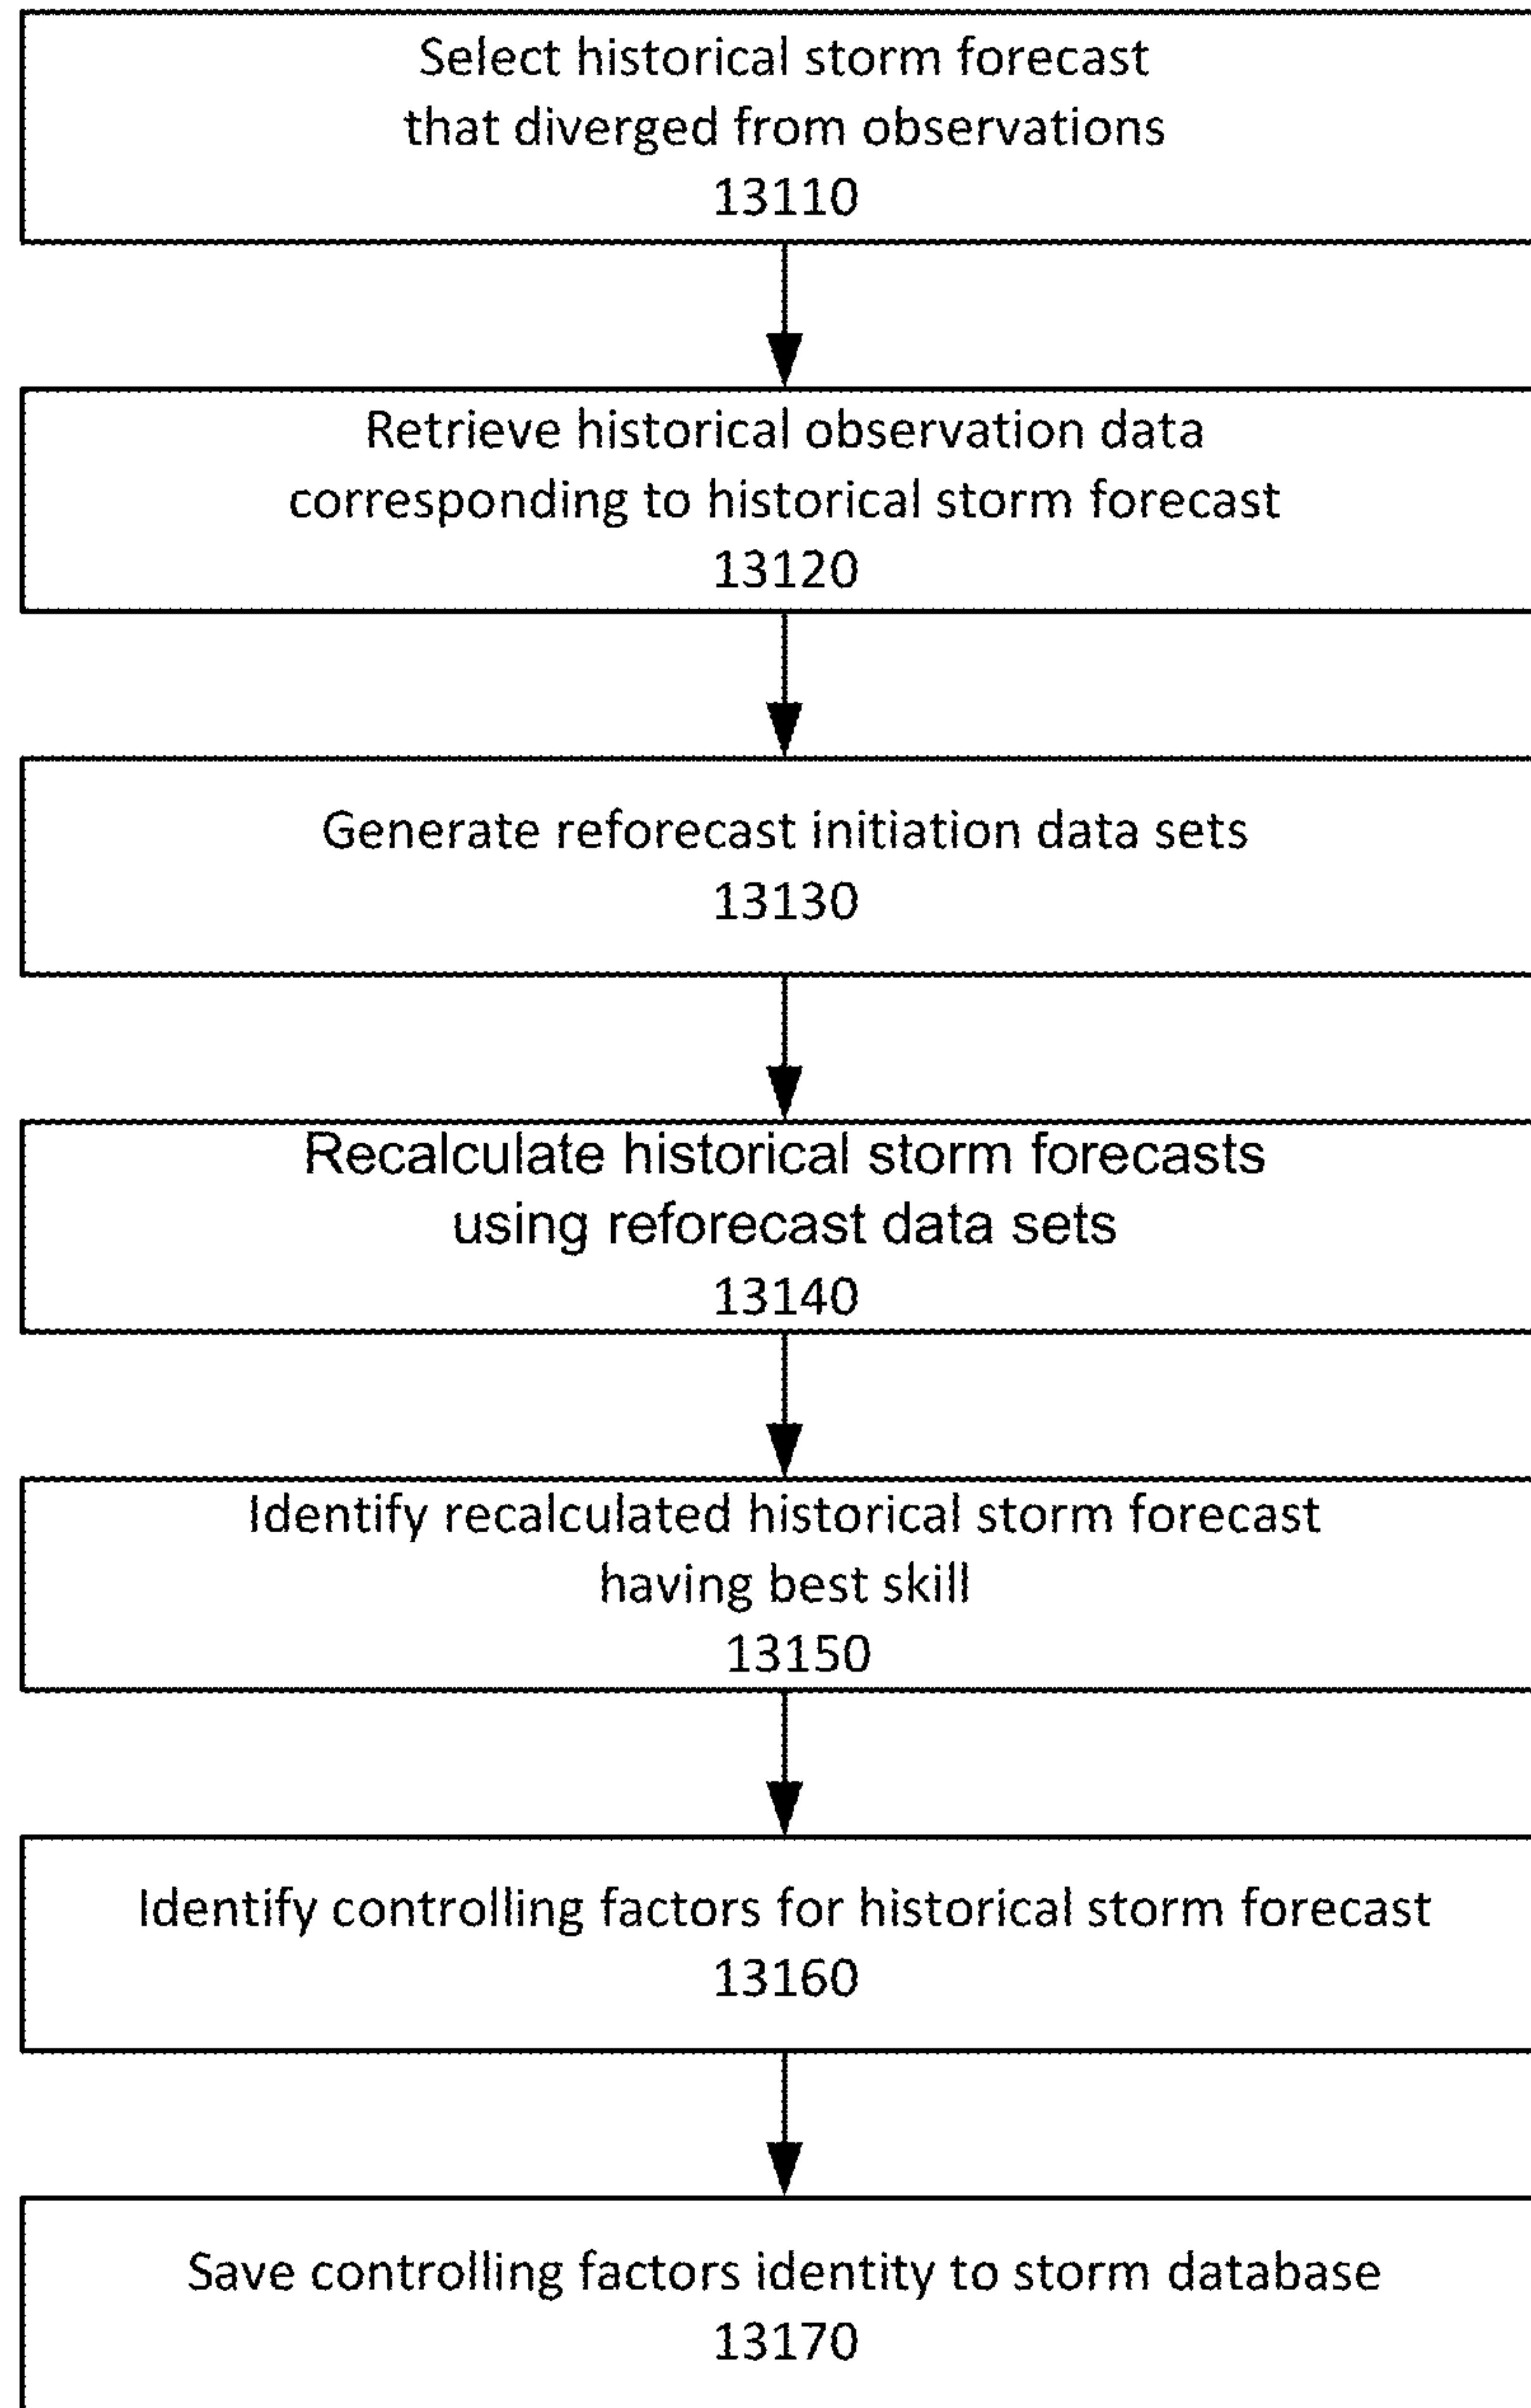 Select historical storm forecast
that diverged from observations
13110
Retrieve historical observation data
corresponding to historical storm forecast
13120
Generate reforecast initiation data sets
13130
Recalculate historical storm forecasts
using reforecast data sets
13140
Identify recalculated historical storm forecast
having best skill
13150
Identify controlling factors for historical storm forecast
13160
Save controlling factors identity to storm database
13170